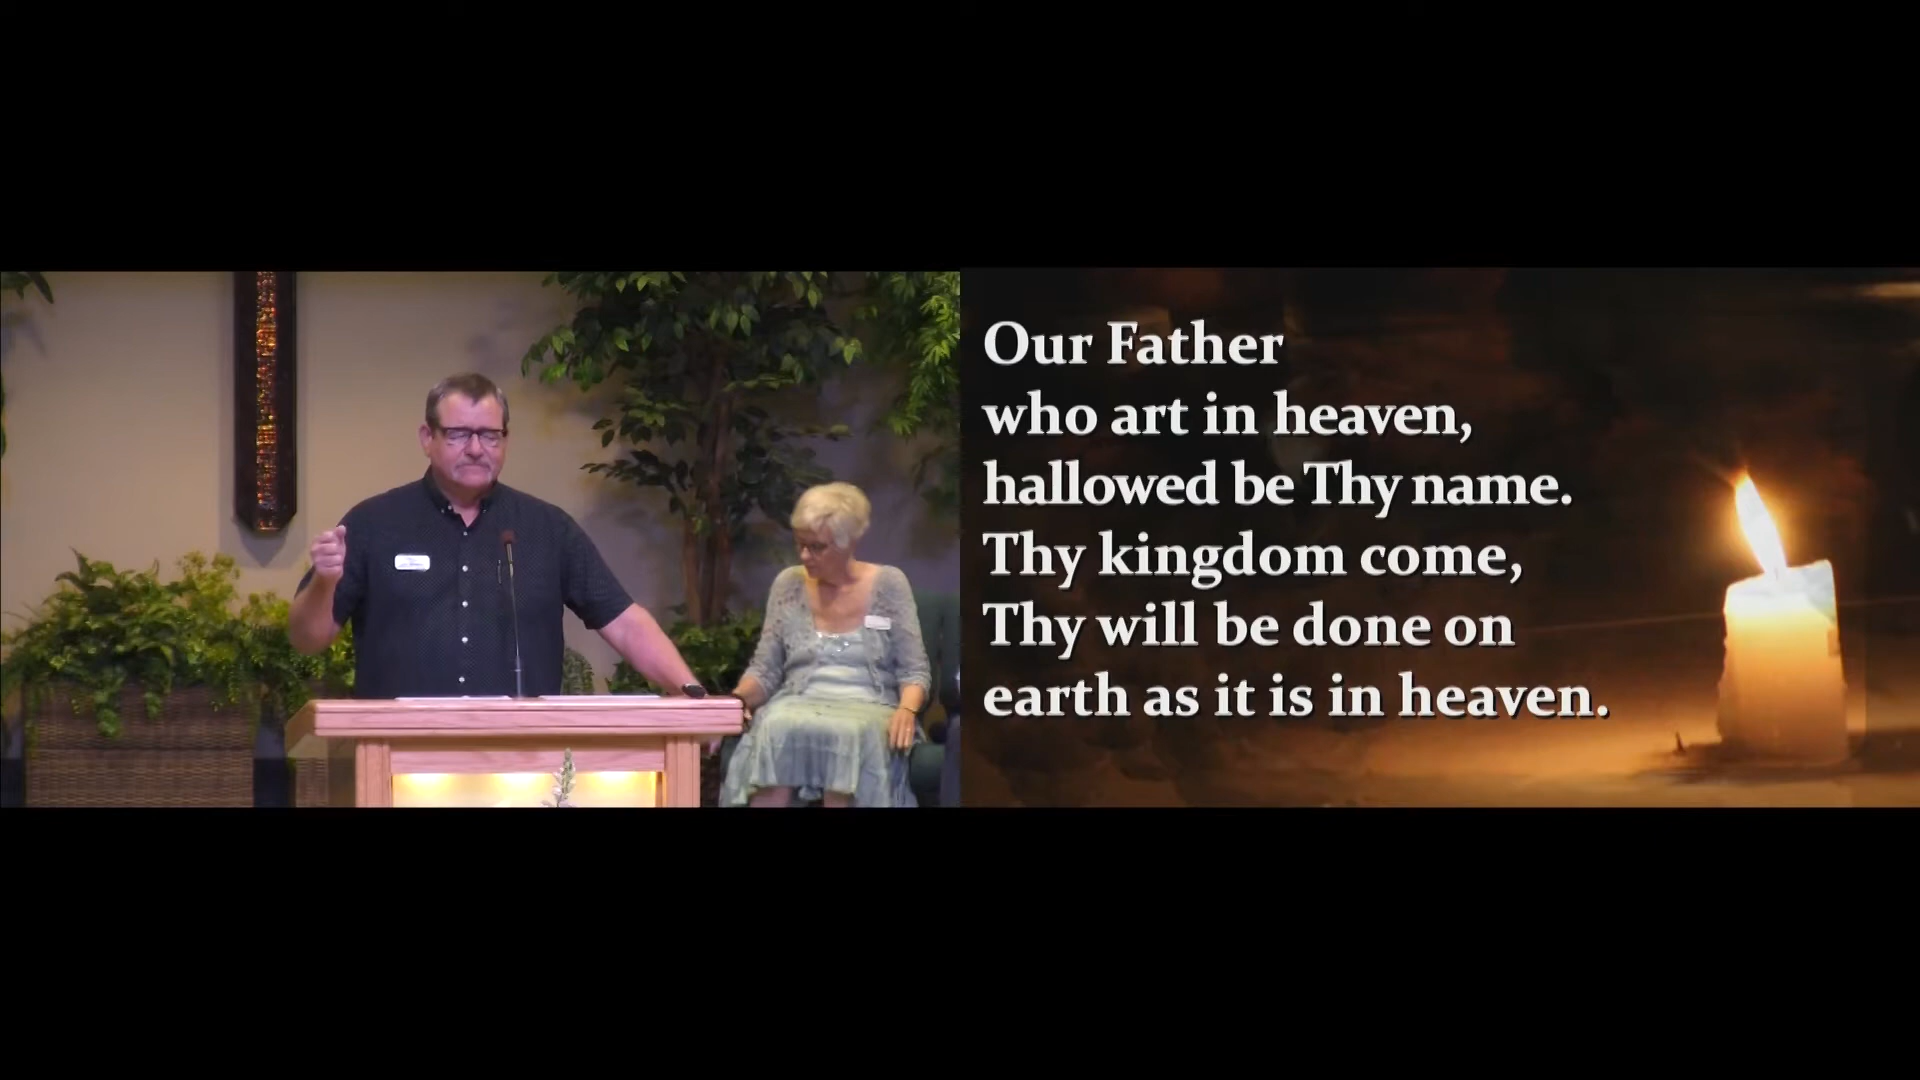 Our Father
who art in heaven,
hallowed be Thy name.
Thy kingdom come,
Thy will be done on
earth as it is in heaven.